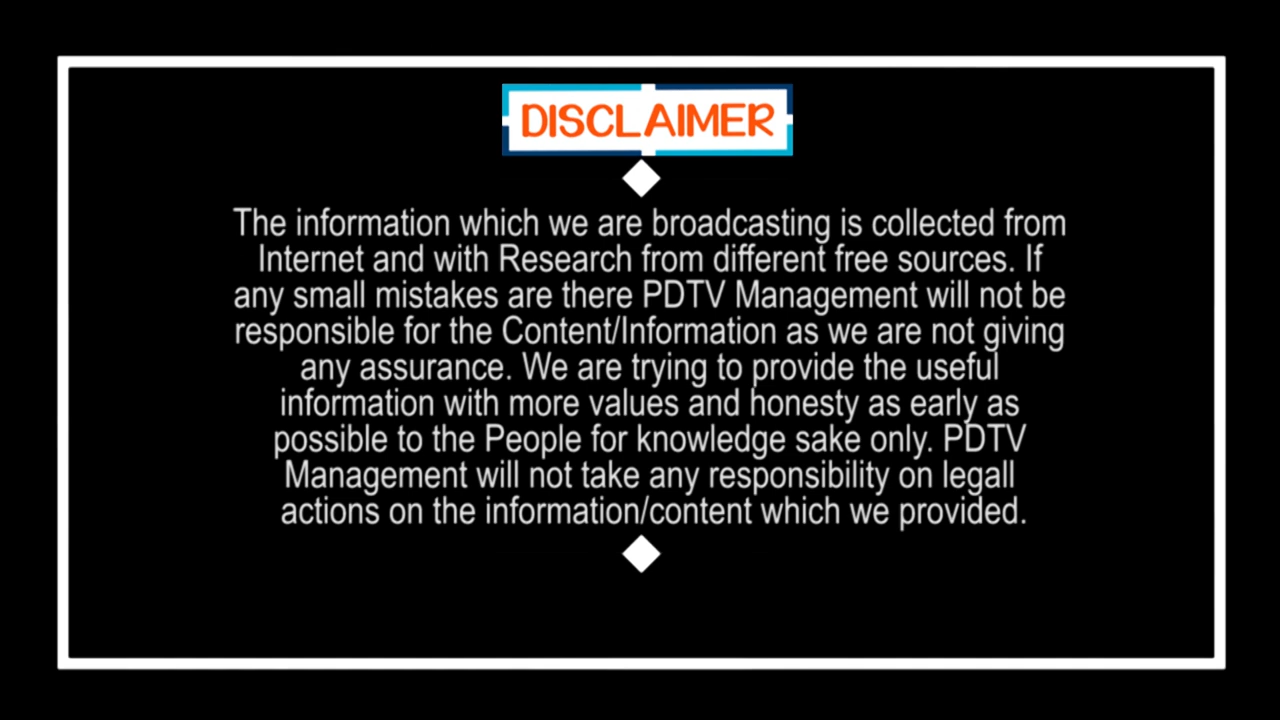 DISCLAIMER
The information which we are broadcasting is collected from
Internet and with Research from different free sources. If
any small mistakes are there PDTV Management will not be
responsible for the Content/Information as we are not giving
any assurance. We are trying to provide the useful
information with more values and honesty as early as
possible to the People for knowledge sake only. PDTV
Management will not take any responsibility on legall
actions on the information/content which we provided.